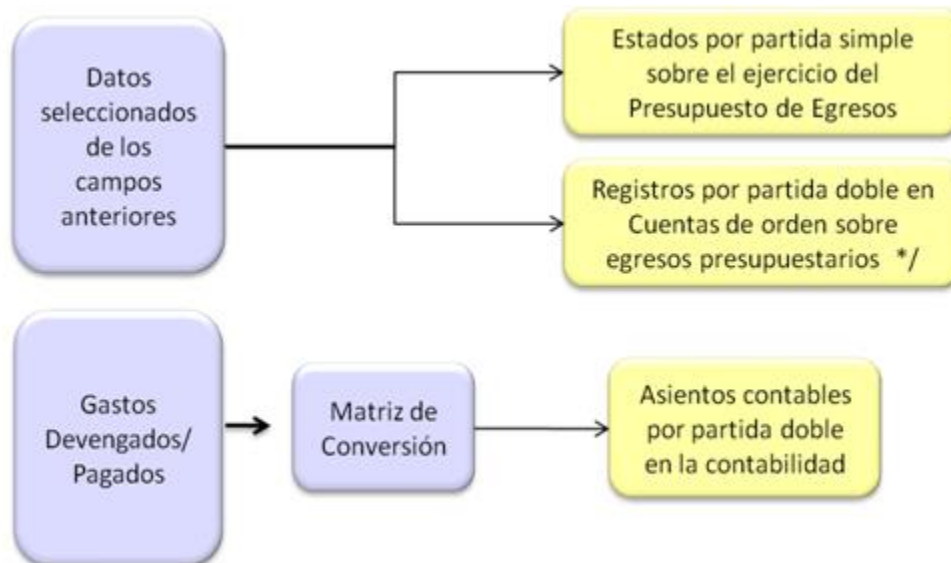 Datos
seleccionados
de los
campos
anteriores
Estados por partida simple
sobre el ejercicio del
Presupuesto de Egresos
Registros por partida doble en
Cuentas de orden sobre
egresos presupuestarios */
Gastos
Devengados/
Pagados
Matriz de
Conversión
Asientos contables
por partida doble
en la contabilidad